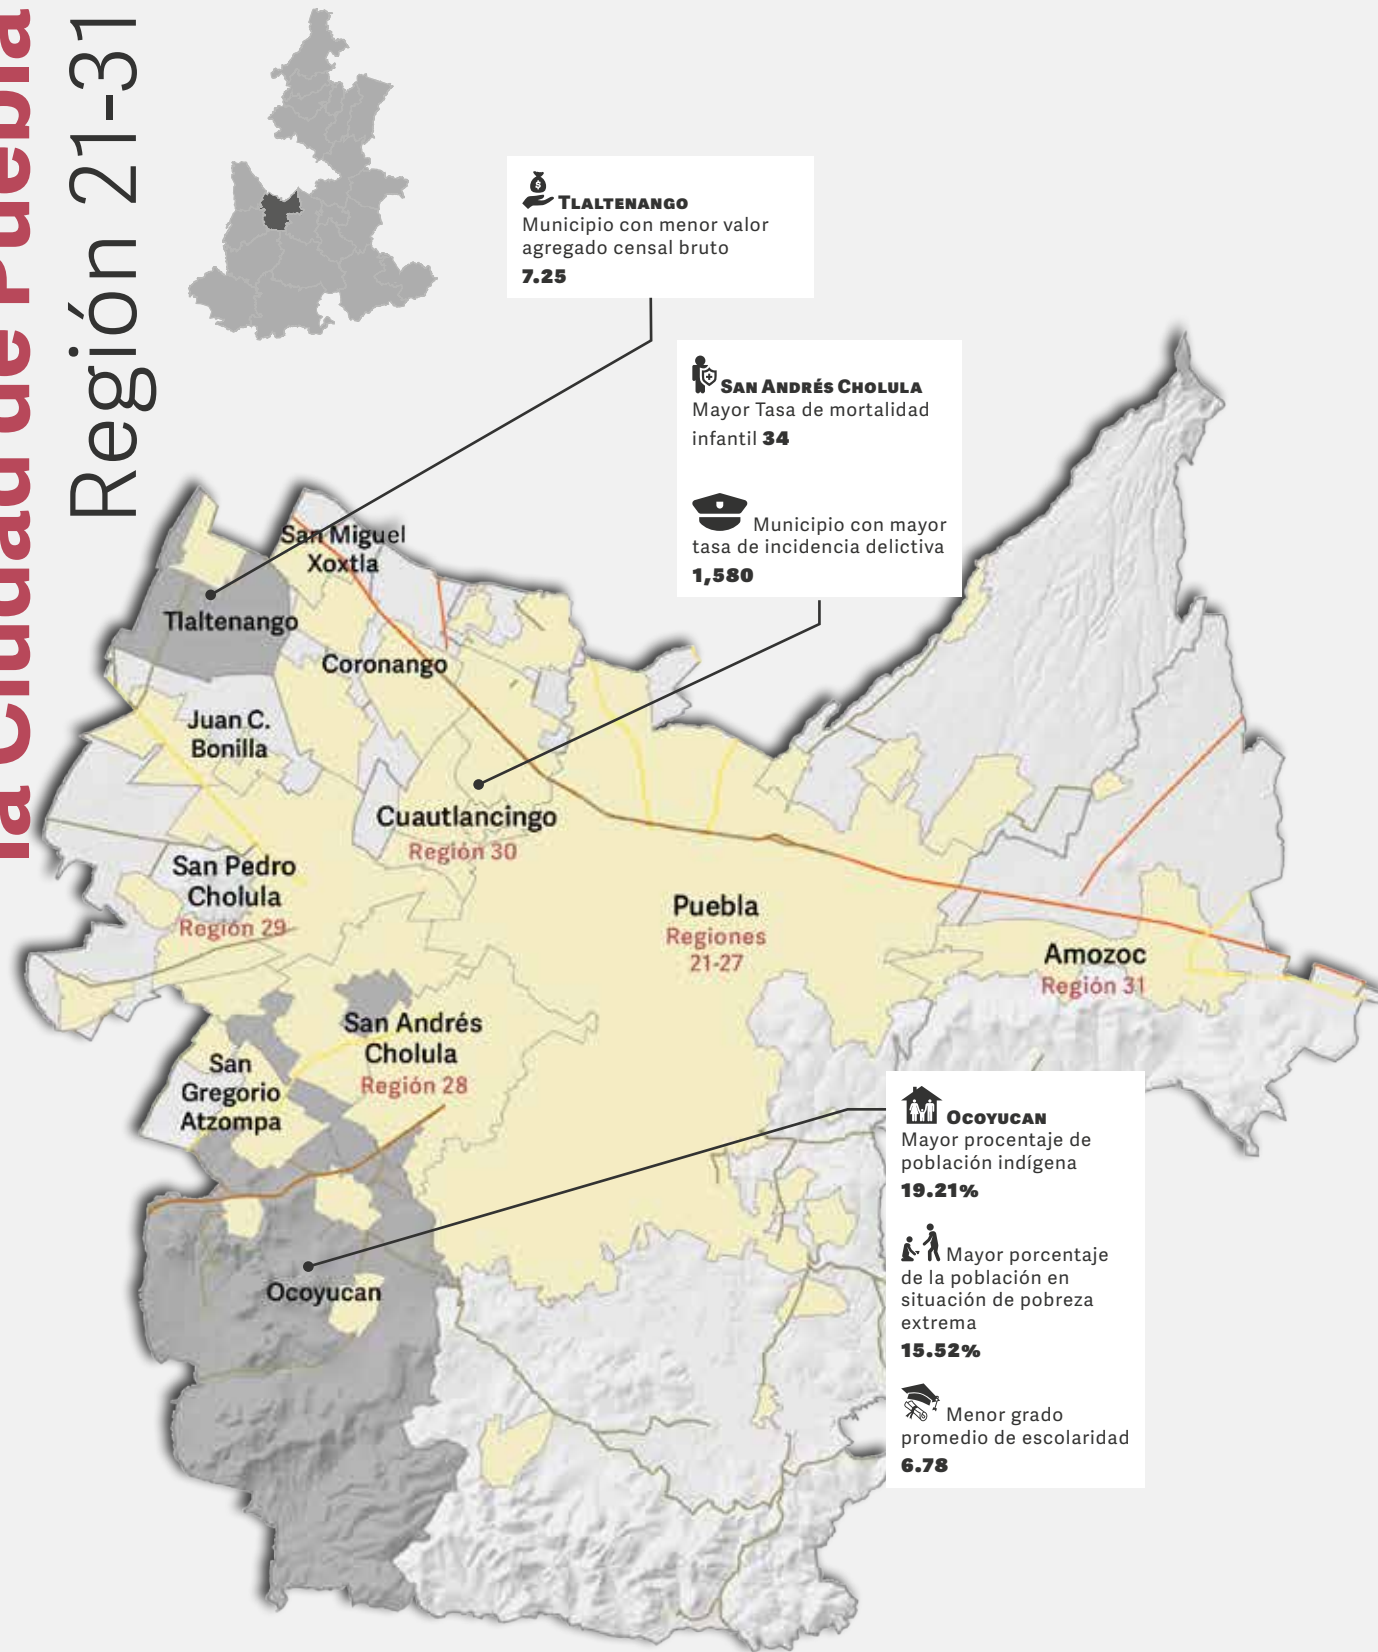 la Ciudad de Puebla
Región 21-31
TLALTENANGO
Municipio con menor valor
agregado censal bruto
7.25
SAN ANDRÉS CHOLULA
Mayor Tasa de mortalidad
infantil 34
Municipio con mayor
tasa de incidencia delictiva
1,580
San Miguel
Xoxtla
Tlaltenango
Coronango
Juan C.
Bonilla
Cuautlancingo
Región 30
San Pedro
Cholula
Región 29
Puebla
Regiones
21-27
Amozoc
Región 31
San Andrés
Cholula
Región 28
San
Gregorio
Atzompa
Ocoyucan
OCOYUCAN
Mayor procentaje de
población indígena
19.21%
Mayor porcentaje
de la población en
situación de pobreza
extrema
15.52%
Menor grado
promedio de escolaridad
6.78